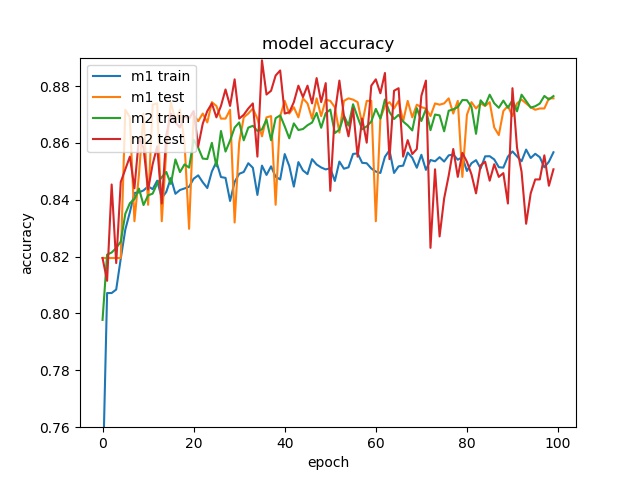 model accuracy
m1 train
m1 test
m2 train
m2 test
0.88
0.86
0.84
0.82
0.80
0.78
0.76
accuracy
0 20 40 60 80 100
epoch